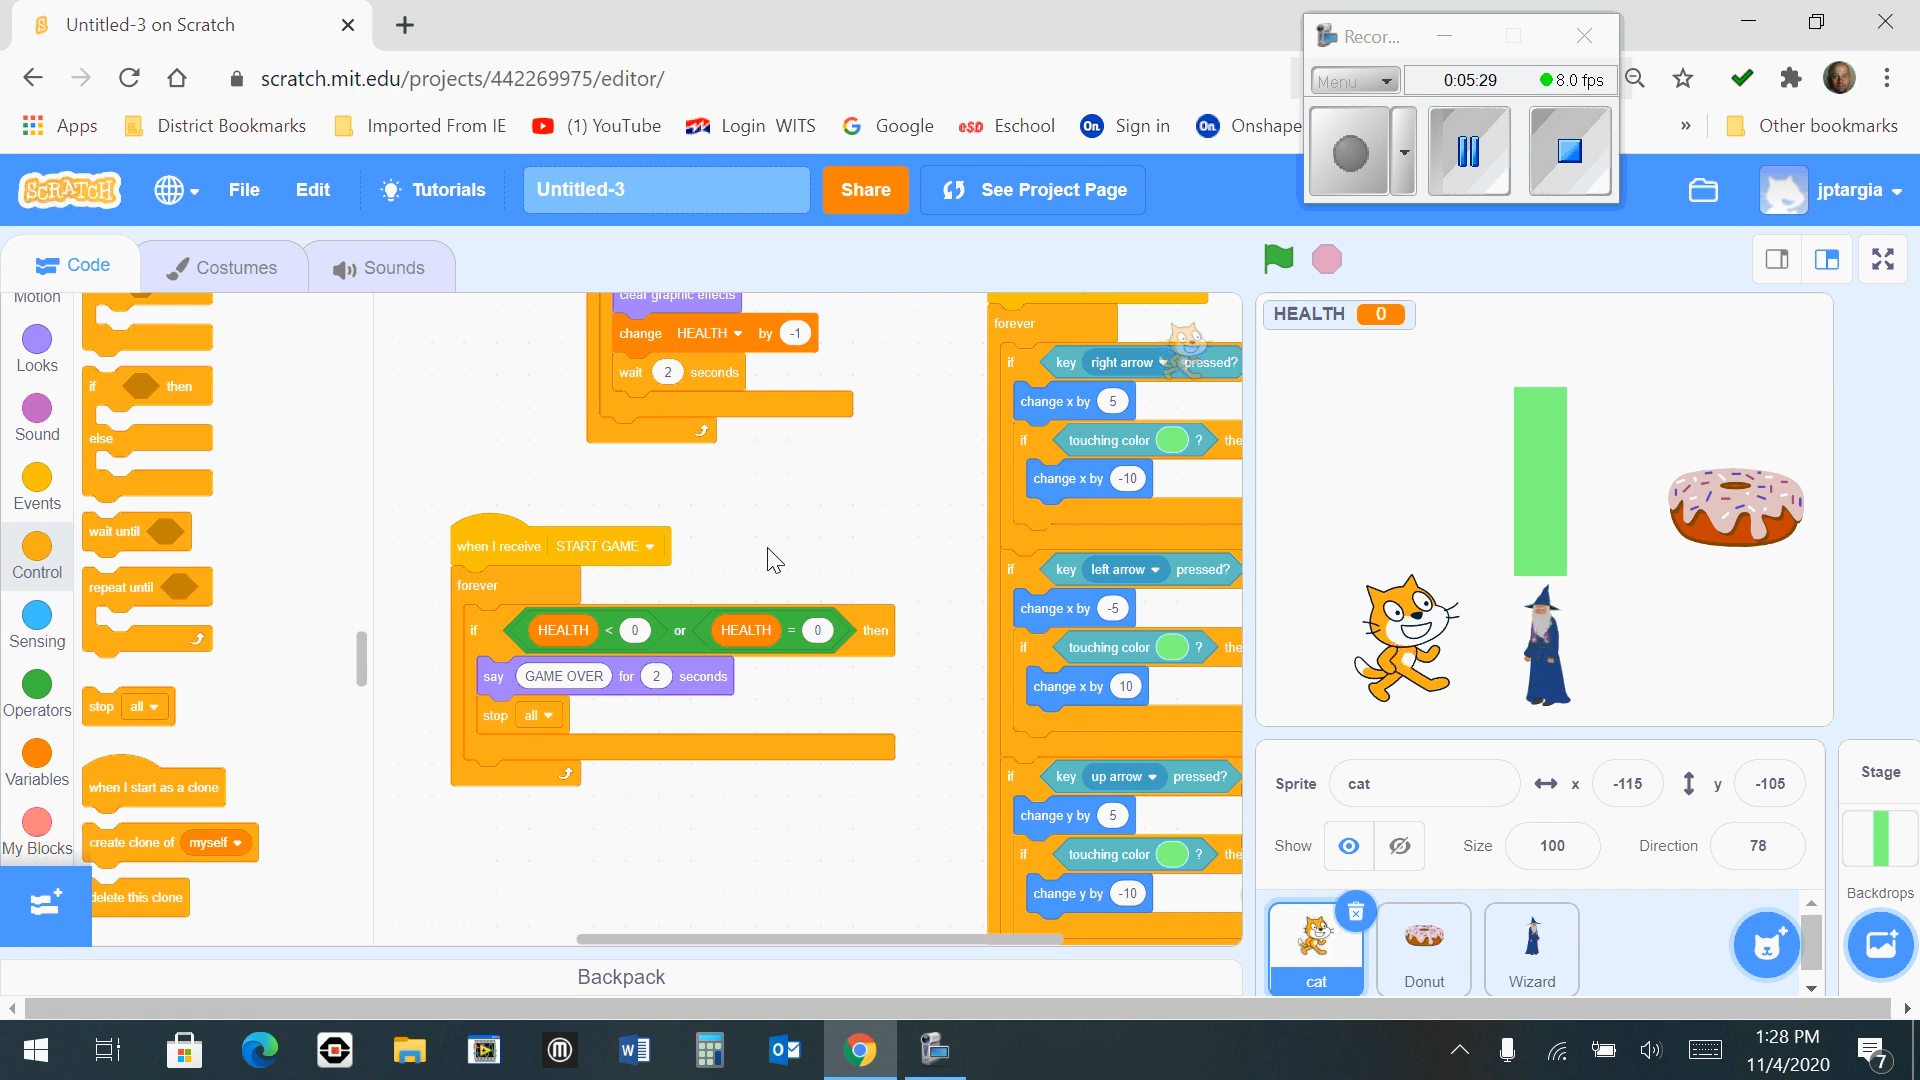 Untitled-3 on Scratch
Recor...
scratch.mit.edu/projects/442269975/editor/
Menu
0:05:29
8.0 fps
Apps
District Bookmarks
Imported From IE
(1) YouTube
Login WITS
Google
eSD Eschool
On Sign in
On Onshape
»
Other bookmarks
SCRATCH
File
Edit
Tutorials
Untitled-3
Share
See Project Page
jptargia
Code
Costumes
Sounds
Motion
Looks
Sound
Events
Control
Sensing
Operators
Variables
My Blocks
if then
else
wait until
repeat until
stop all
when I start as a clone
create clone of myself
delete this clone
clear graphic effects
change HEALTH by -1
wait 2 seconds
when I receive START GAME
forever
if HEALTH < 0 or HEALTH = 0 then
say GAME OVER for 2 seconds
stop all
forever
if key right arrow pressed?
change x by 5
if touching color ? the
change x by -10
if key left arrow pressed?
change x by -5
if touching color ? the
change x by 10
if key up arrow pressed?
change y by 5
if touching color ? the
change y by -10
HEALTH 0
Sprite cat x -115 y -105
Show Size 100 Direction 78
cat
Donut
Wizard
Stage
Backdrops
Backpack
1:28 PM
11/4/2020
7